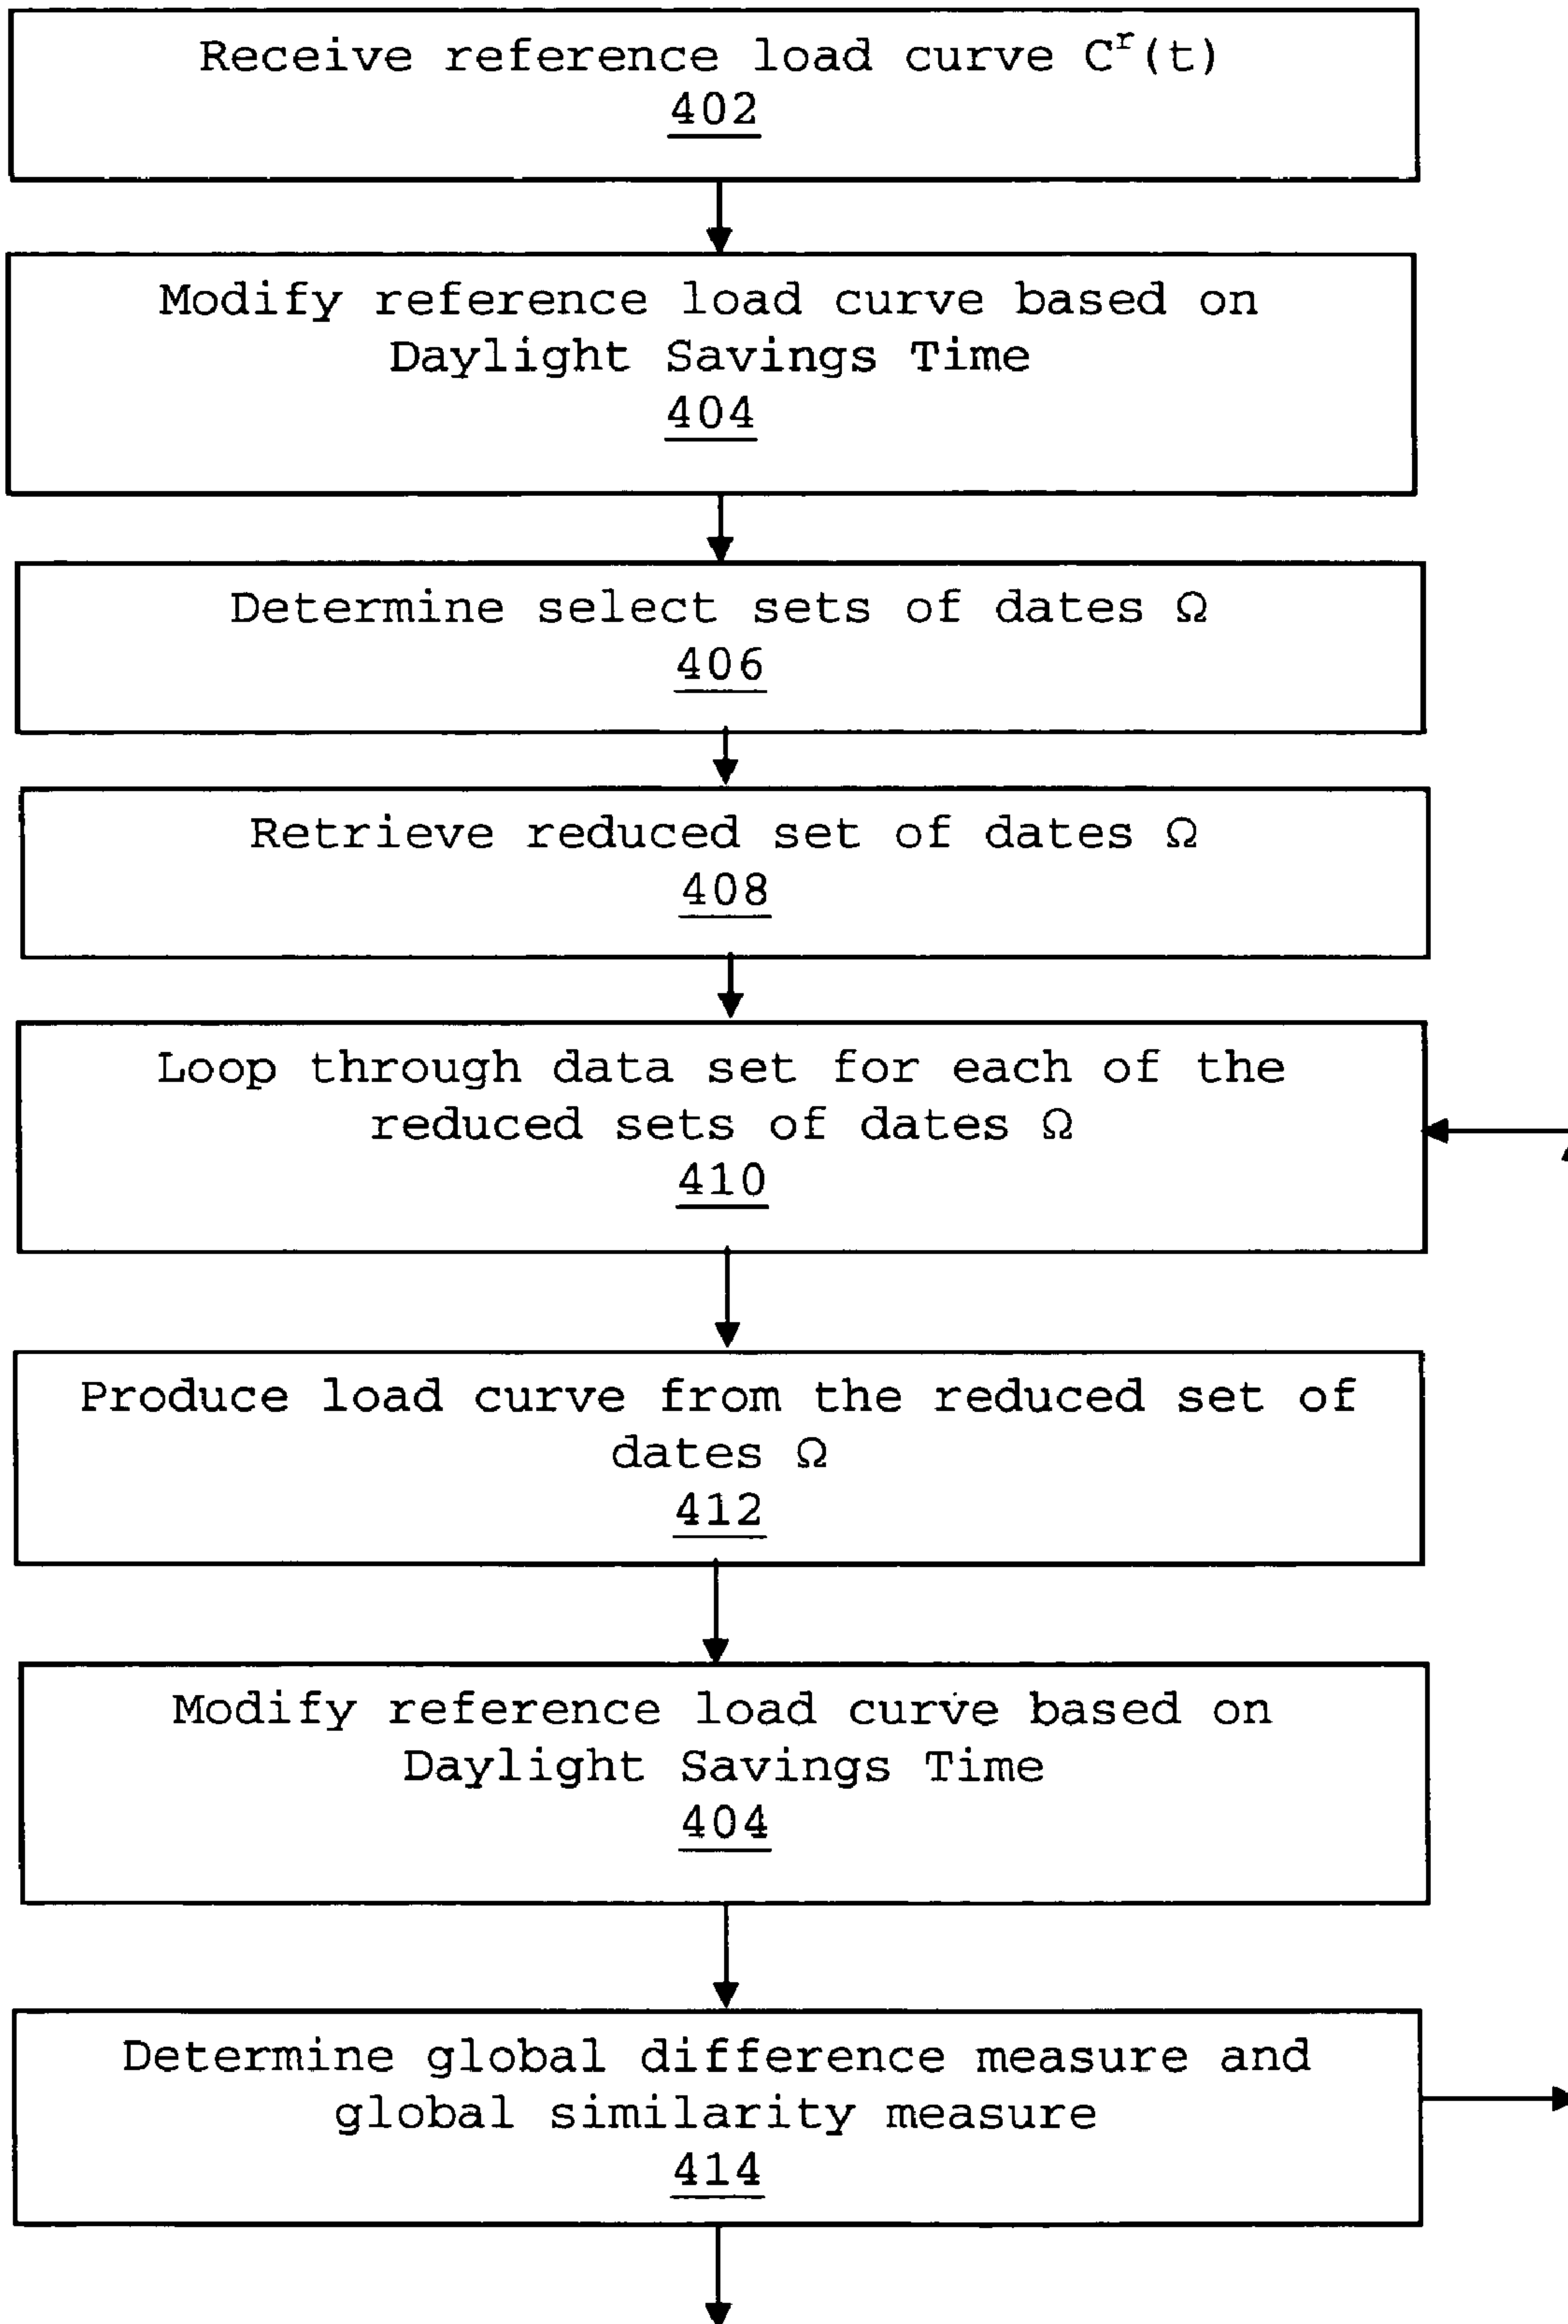 Receive reference load curve Cʳ(t)
402
Modify reference load curve based on
Daylight Savings Time
404
Determine select sets of dates Ω
406
Retrieve reduced set of dates Ω
408
Loop through data set for each of the
reduced sets of dates Ω
410
Produce load curve from the reduced set of
dates Ω
412
Modify reference load curve based on
Daylight Savings Time
404
Determine global difference measure and
global similarity measure
414